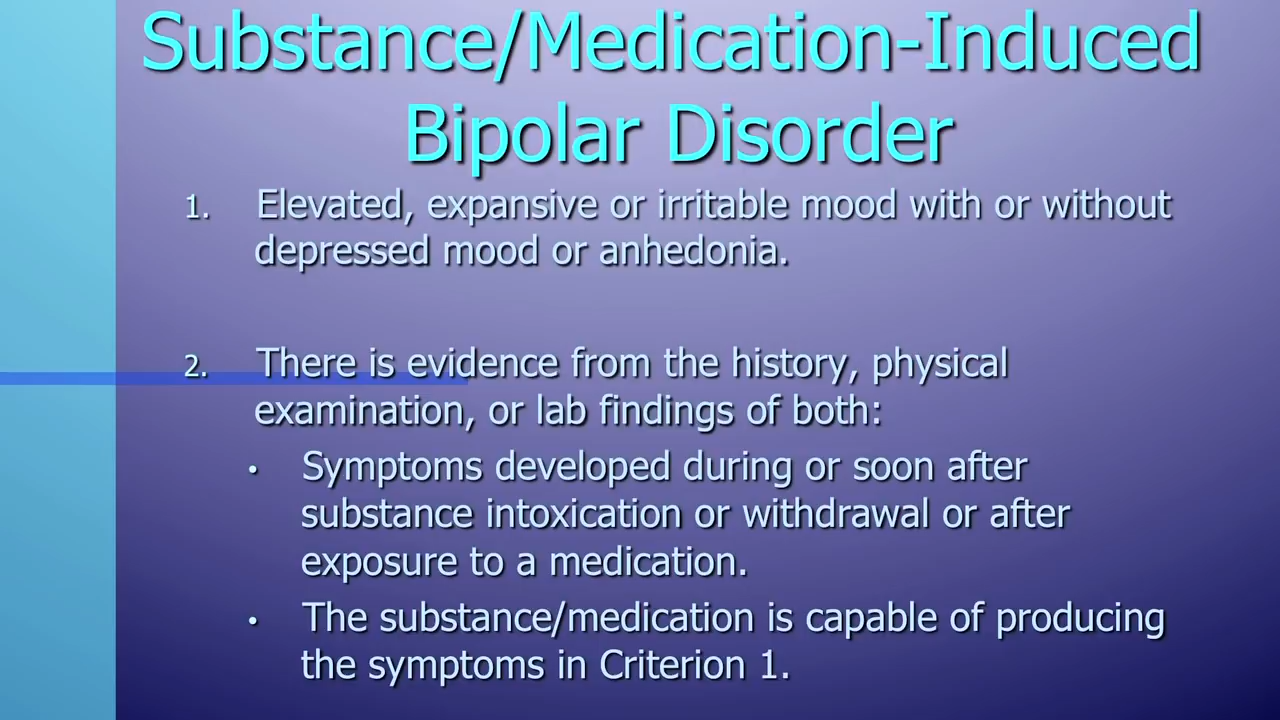 Substance/Medication-Induced
Bipolar Disorder
1. Elevated, expansive or irritable mood with or without
depressed mood or anhedonia.
2. There is evidence from the history, physical
examination, or lab findings of both:
• Symptoms developed during or soon after
substance intoxication or withdrawal or after
exposure to a medication.
• The substance/medication is capable of producing
the symptoms in Criterion 1.